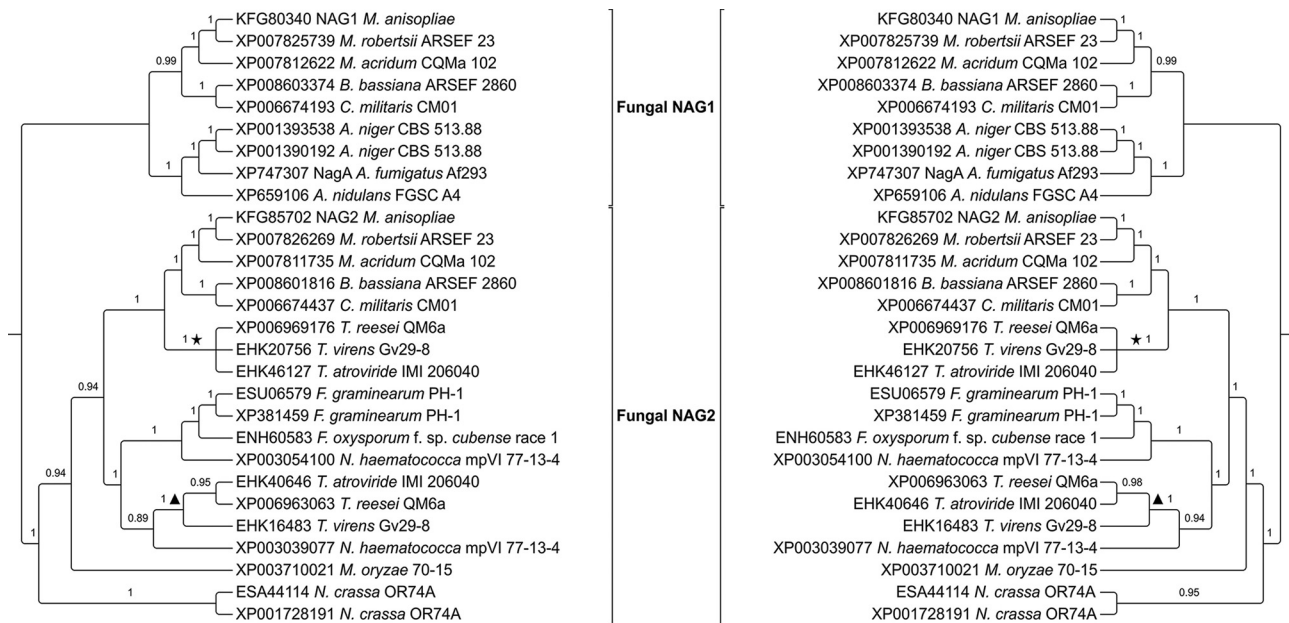 KFG80340 NAG1 M. anisopliae
XP007825739 M. robertsii ARSEF 23
XP007812622 M. acridum CQMa 102
XP008603374 B. bassiana ARSEF 2860
XP006674193 C. militaris CM01
XP001393538 A. niger CBS 513.88
XP001390192 A. niger CBS 513.88
XP747307 NagA A. fumigatus Af293
XP659106 A. nidulans FGSC A4
KFG85702 NAG2 M. anisopliae
XP007826269 M. robertsii ARSEF 23
XP007811735 M. acridum CQMa 102
XP008601816 B. bassiana ARSEF 2860
XP006674437 C. militaris CM01
XP006969176 T. reesei QM6a
EHK20756 T. virens Gv29-8
EHK46127 T. atroviride IMI 206040
ESU06579 F. graminearum PH-1
XP381459 F. graminearum PH-1
ENH60583 F. oxysporum f. sp. cubense race 1
XP003054100 N. haematococca mpVI 77-13-4
EHK40646 T. atroviride IMI 206040
XP006963063 T. reesei QM6a
EHK16483 T. virens Gv29-8
XP003039077 N. haematococca mpVI 77-13-4
XP003710021 M. oryzae 70-15
ESA44114 N. crassa OR74A
XP001728191 N. crassa OR74A
1
1
0.99
1
1
1
1
1
1
1
1
1
1 ★
0.94
1
1
1
0.94
1
0.95
1 ▲
0.89
1
1
Fungal NAG1
Fungal NAG2
KFG80340 NAG1 M. anisopliae
XP007825739 M. robertsii ARSEF 23
XP007812622 M. acridum CQMa 102
XP008603374 B. bassiana ARSEF 2860
XP006674193 C. militaris CM01
XP001393538 A. niger CBS 513.88
XP001390192 A. niger CBS 513.88
XP747307 NagA A. fumigatus Af293
XP659106 A. nidulans FGSC A4
KFG85702 NAG2 M. anisopliae
XP007826269 M. robertsii ARSEF 23
XP007811735 M. acridum CQMa 102
XP008601816 B. bassiana ARSEF 2860
XP006674437 C. militaris CM01
XP006969176 T. reesei QM6a
EHK20756 T. virens Gv29-8
EHK46127 T. atroviride IMI 206040
ESU06579 F. graminearum PH-1
XP381459 F. graminearum PH-1
ENH60583 F. oxysporum f. sp. cubense race 1
XP003054100 N. haematococca mpVI 77-13-4
XP006963063 T. reesei QM6a
EHK40646 T. atroviride IMI 206040
EHK16483 T. virens Gv29-8
XP003039077 N. haematococca mpVI 77-13-4
XP003710021 M. oryzae 70-15
ESA44114 N. crassa OR74A
XP001728191 N. crassa OR74A
1
1
0.99
1
1
1
1
1
1
1
1
1
★ 1
1
1
1
1
1
1
0.98
▲ 1
0.94
1
0.95